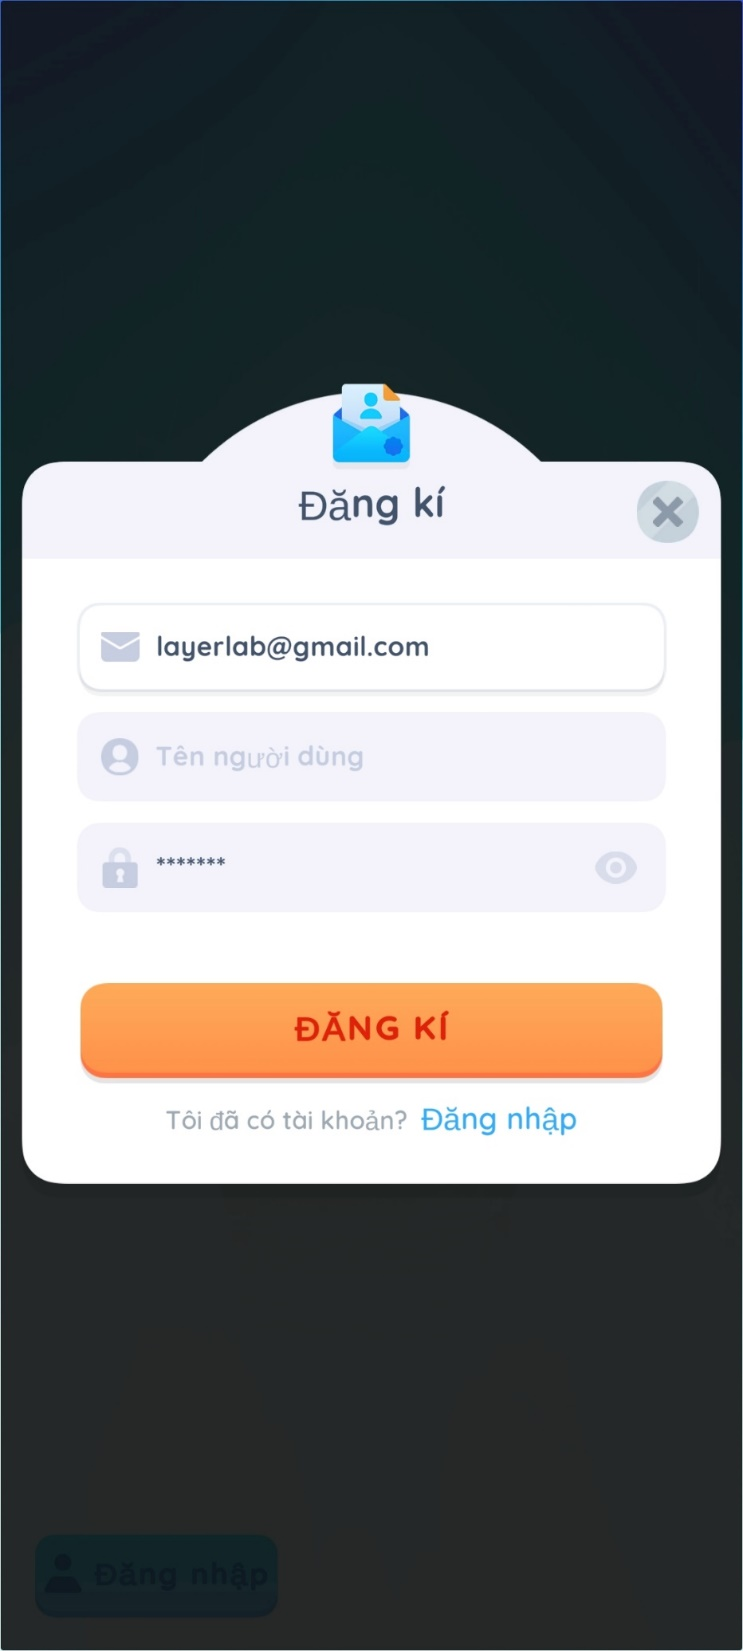 Đăng kí
layerlab@gmail.com
Tên người dùng
*******
ĐĂNG KÍ
Tôi đã có tài khoản? Đăng nhập
Đăng nhập